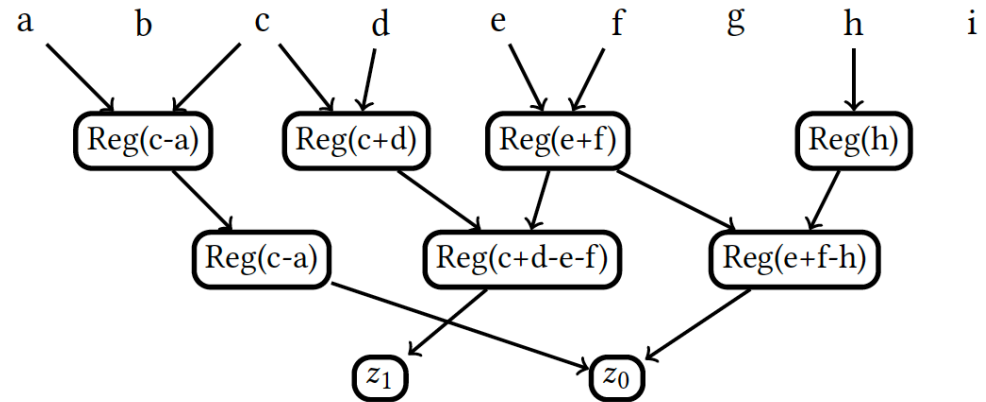 a b c d e f g h i
Reg(c-a) Reg(c+d) Reg(e+f) Reg(h)
Reg(c-a) Reg(c+d-e-f) Reg(e+f-h)
z₁ z₀